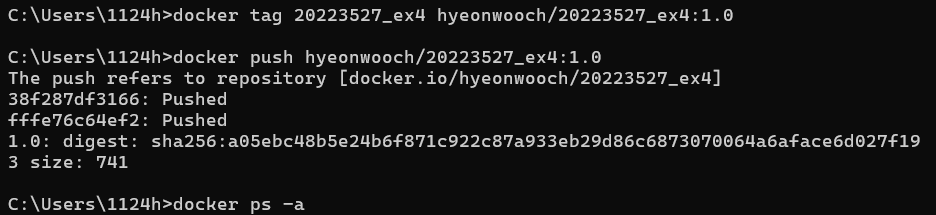 C:\Users\1124h>docker tag 20223527_ex4 hyeonwooch/20223527_ex4:1.0
C:\Users\1124h>docker push hyeonwooch/20223527_ex4:1.0
The push refers to repository [docker.io/hyeonwooch/20223527_ex4]
38f287df3166: Pushed
fffe76c64ef2: Pushed
1.0: digest: sha256:a05ebc48b5e24b6f871c922c87a933eb29d86c6873070064a6aface6d027f19
3 size: 741
C:\Users\1124h>docker ps -a